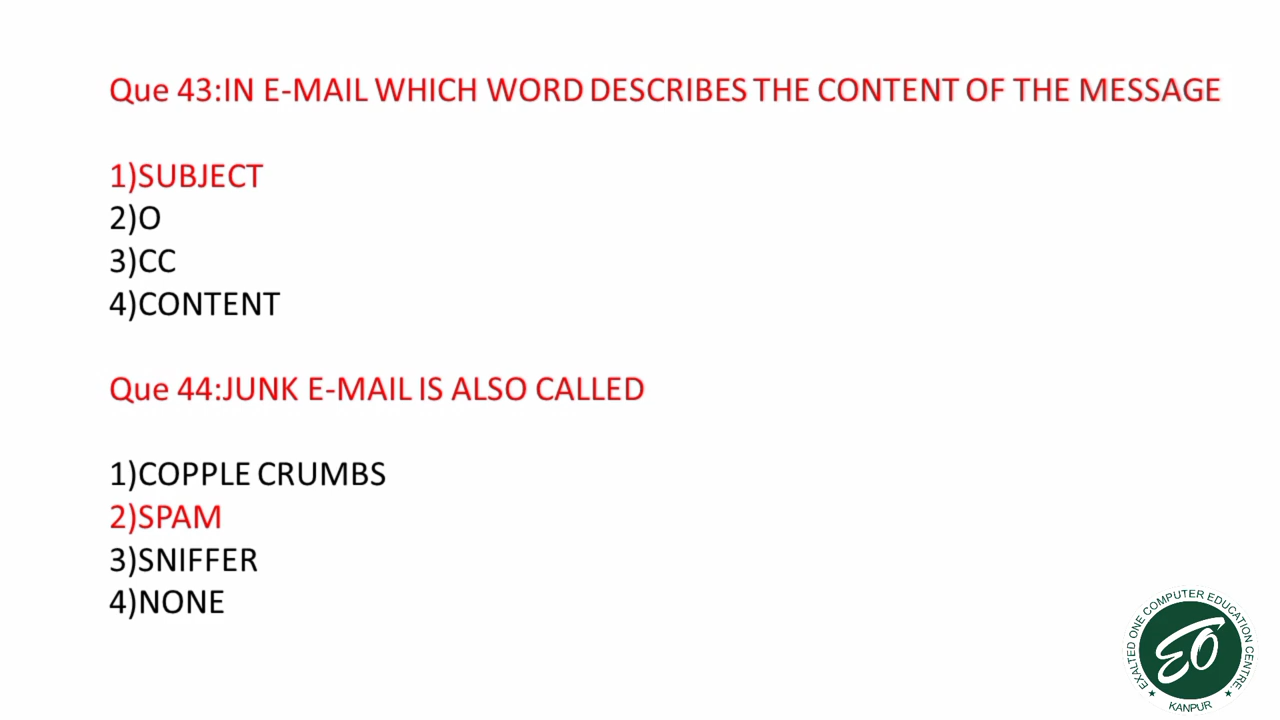 Que 43:IN E-MAIL WHICH WORD DESCRIBES THE CONTENT OF THE MESSAGE
1)SUBJECT
2)O
3)CC
4)CONTENT
Que 44:JUNK E-MAIL IS ALSO CALLED
1)COPPLE CRUMBS
2)SPAM
3)SNIFFER
4)NONE
EXALTED ONE COMPUTER EDUCATION CENTRE,
EO
★ KANPUR ★